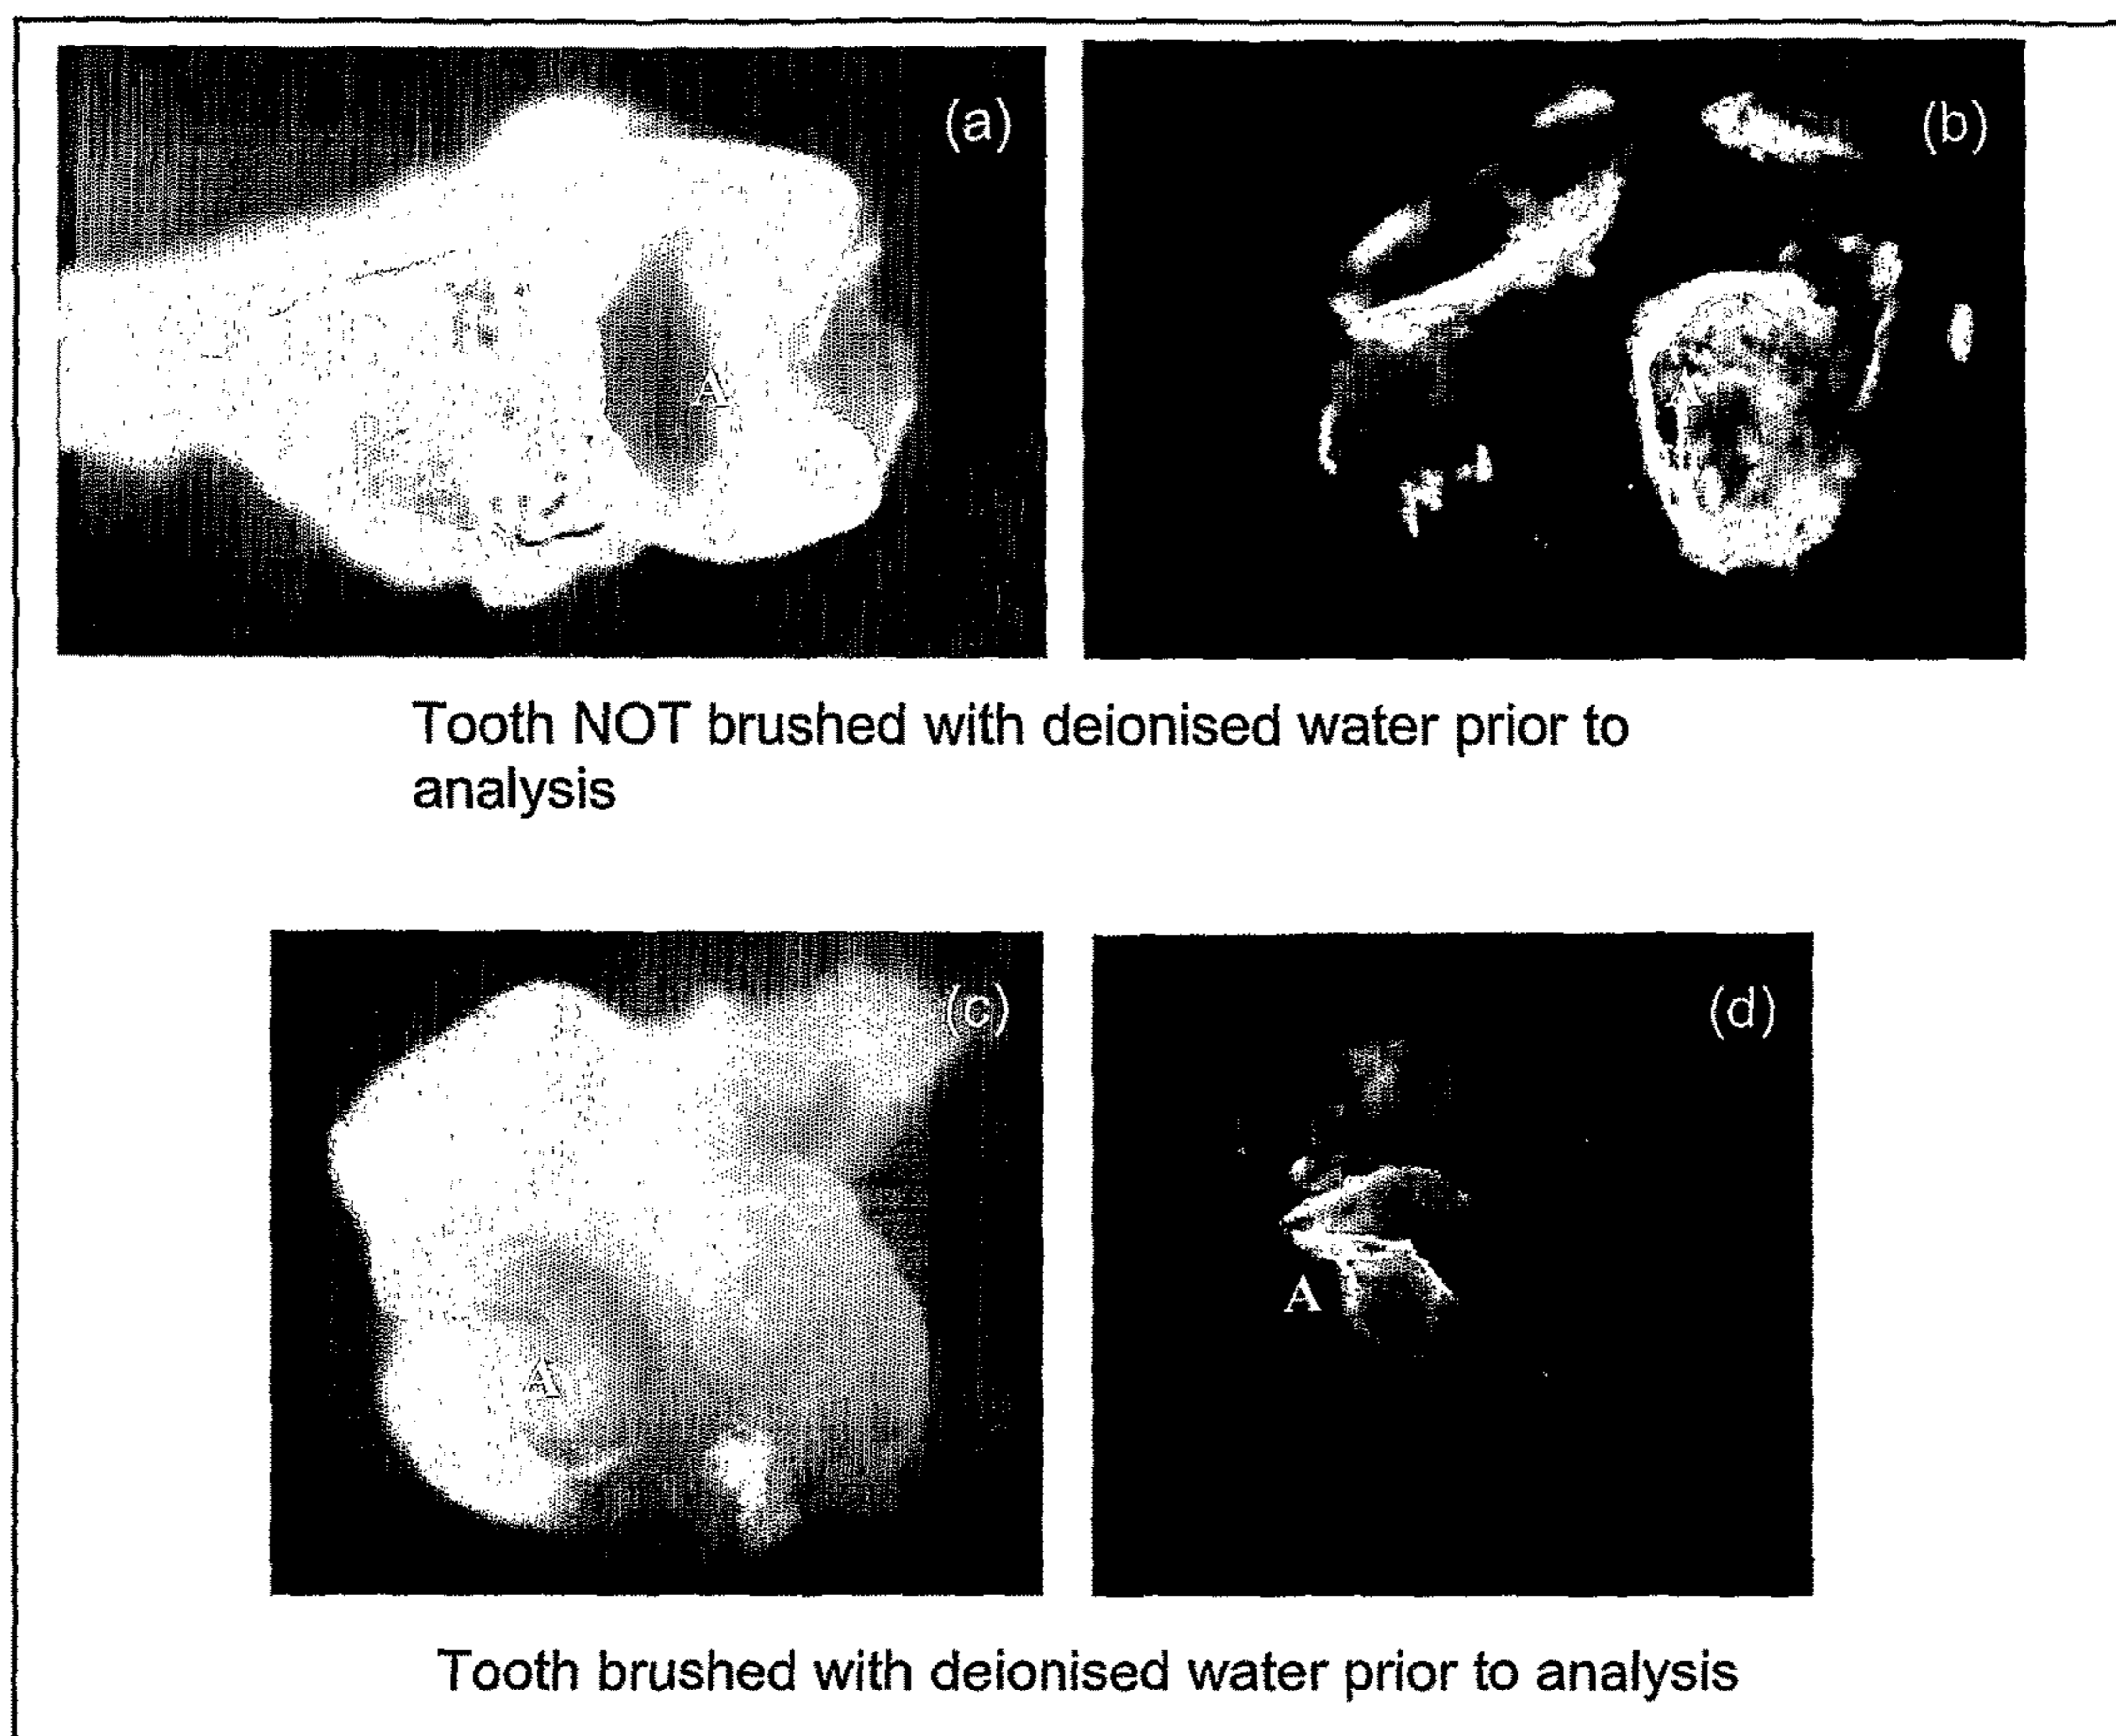 (a)
(b)
A
A
Tooth NOT brushed with deionised water prior to
analysis
(c)
(d)
A
A
Tooth brushed with deionised water prior to analysis